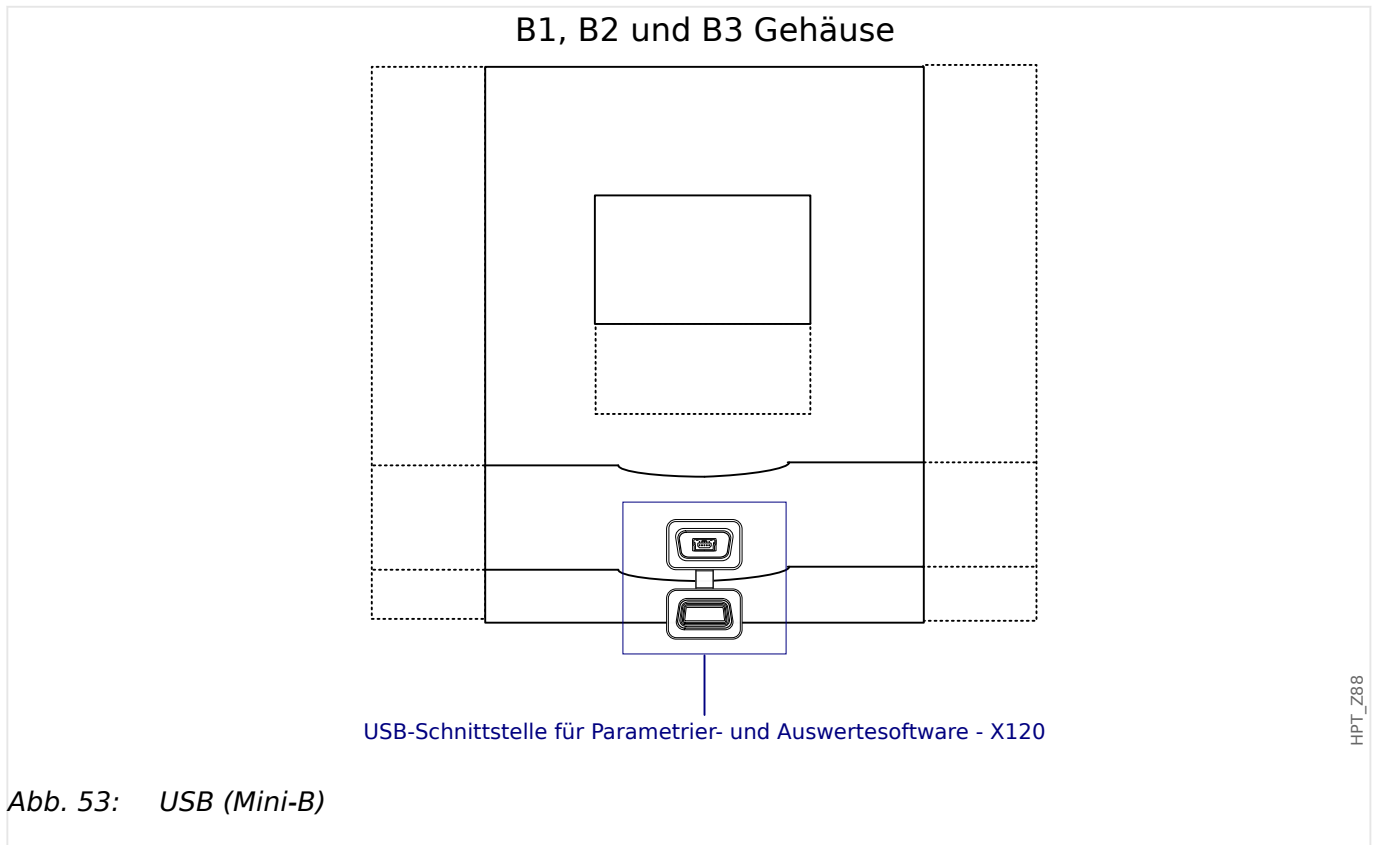 B1, B2 und B3 Gehäuse
USB-Schnittstelle für Parametrier- und Auswertesoftware - X120
HPT_Z88
Abb. 53: USB (Mini-B)